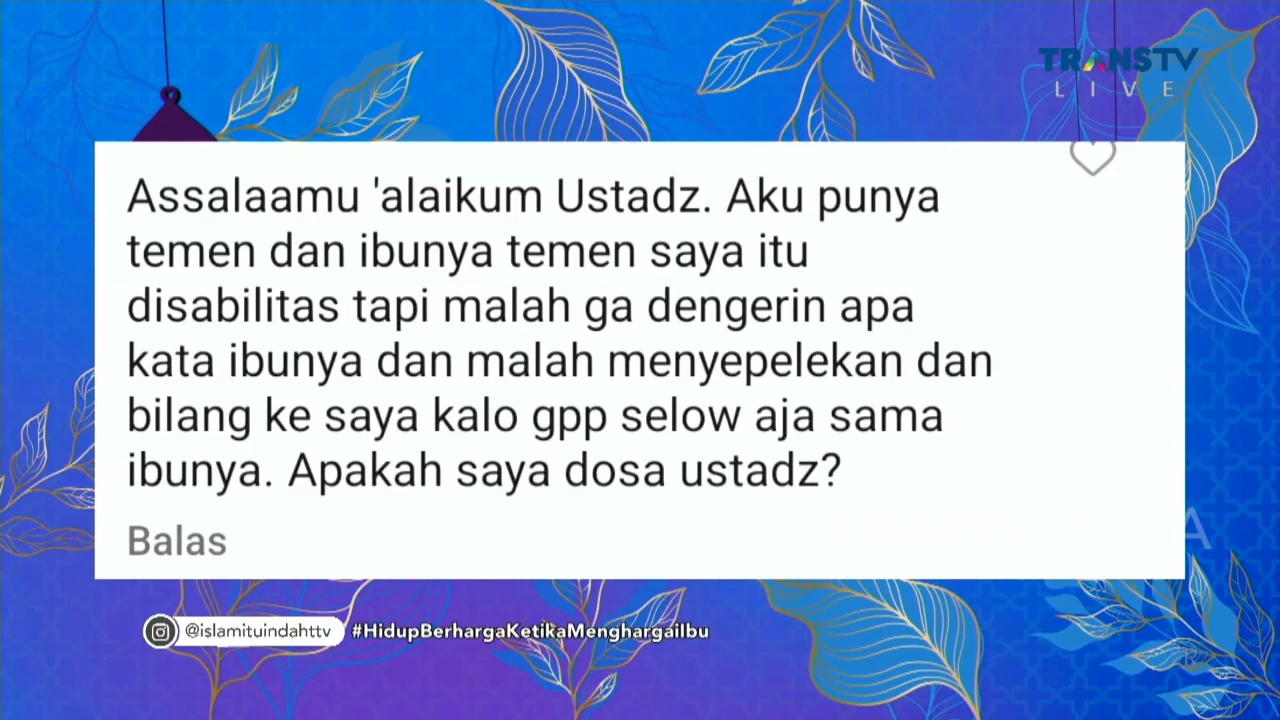 TRANSTV
LIVE
Assalaamu 'alaikum Ustadz. Aku punya
temen dan ibunya temen saya itu
disabilitas tapi malah ga dengerin apa
kata ibunya dan malah menyepelekan dan
bilang ke saya kalo gpp selow aja sama
ibunya. Apakah saya dosa ustadz?
Balas
@islamituindahttv #HidupBerhargaKetikaMenghargaiIbu